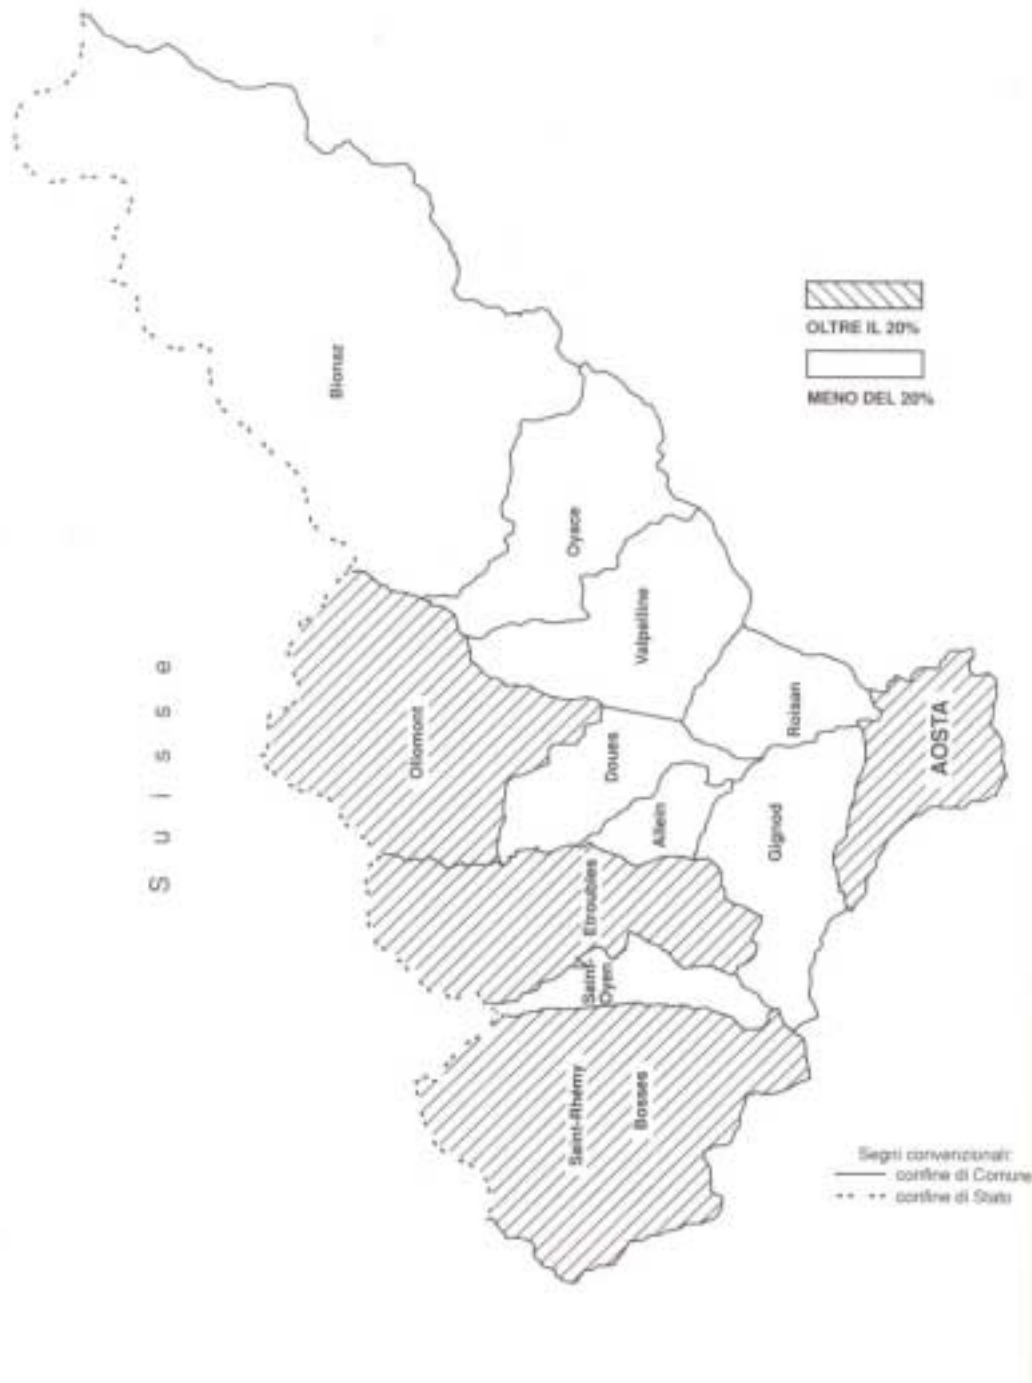 Suisse
Bionaz
OLTRE IL 20%
MENO DEL 20%
Oyace
Valpelline
Ollomont
Doues
Roisan
AOSTA
Allein
Gignod
Etroubles
Saint-
Oyen
Saint-Rhémy
Bosses
Segni convenzionali:
confine di Comune
confine di Stato